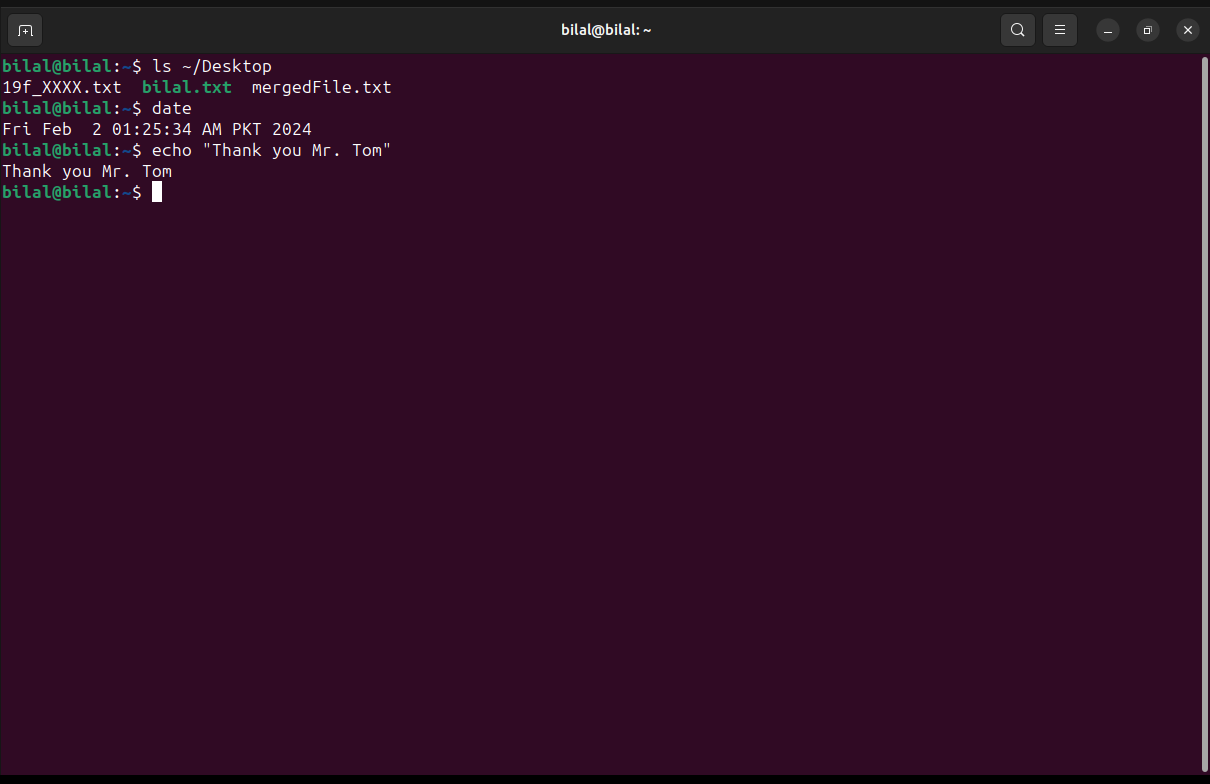 bilal@bilal: ~
bilal@bilal:~$ ls ~/Desktop
19f_XXXX.txt  bilal.txt  mergedFile.txt
bilal@bilal:~$ date
Fri Feb  2 01:25:34 AM PKT 2024
bilal@bilal:~$ echo "Thank you Mr. Tom"
Thank you Mr. Tom
bilal@bilal:~$